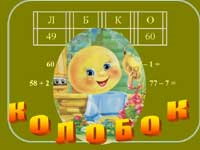 Л Б К О
49 60
60 – 1 =
58 + 2 77 – 7 =
КОЛОБОК